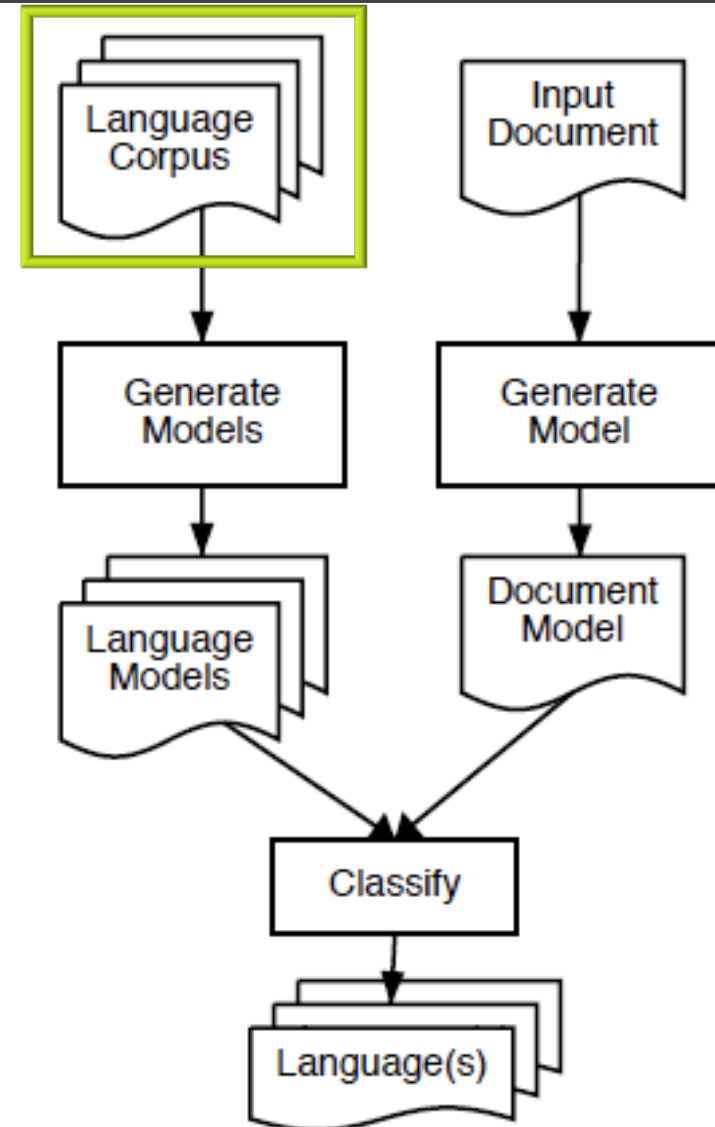 Language
Corpus
Input
Document
Generate
Models
Generate
Model
Language
Models
Document
Model
Classify
Language(s)